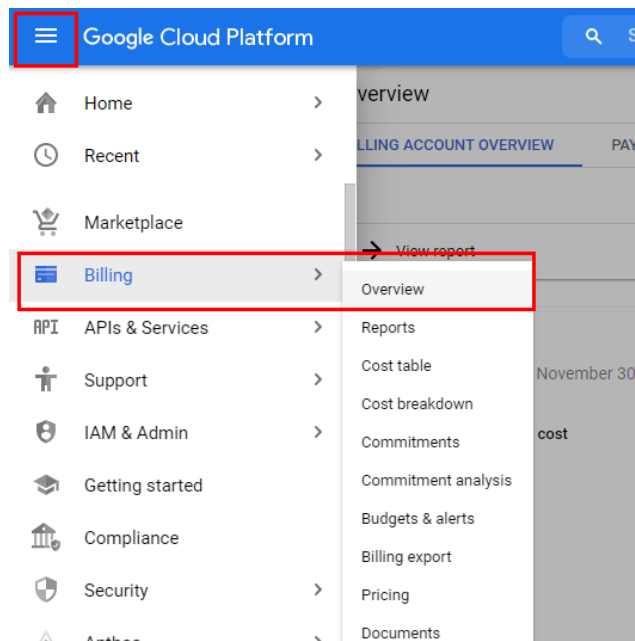 Google Cloud Platform
S
Home
Recent
Marketplace
Billing
API APIs & Services
Support
IAM & Admin
Getting started
Compliance
Security
verview
LLING ACCOUNT OVERVIEW PAY
View report
Overview
Reports
Cost table
Cost breakdown
Commitments
Commitment analysis
Budgets & alerts
Billing export
Pricing
Documents
November 30
cost